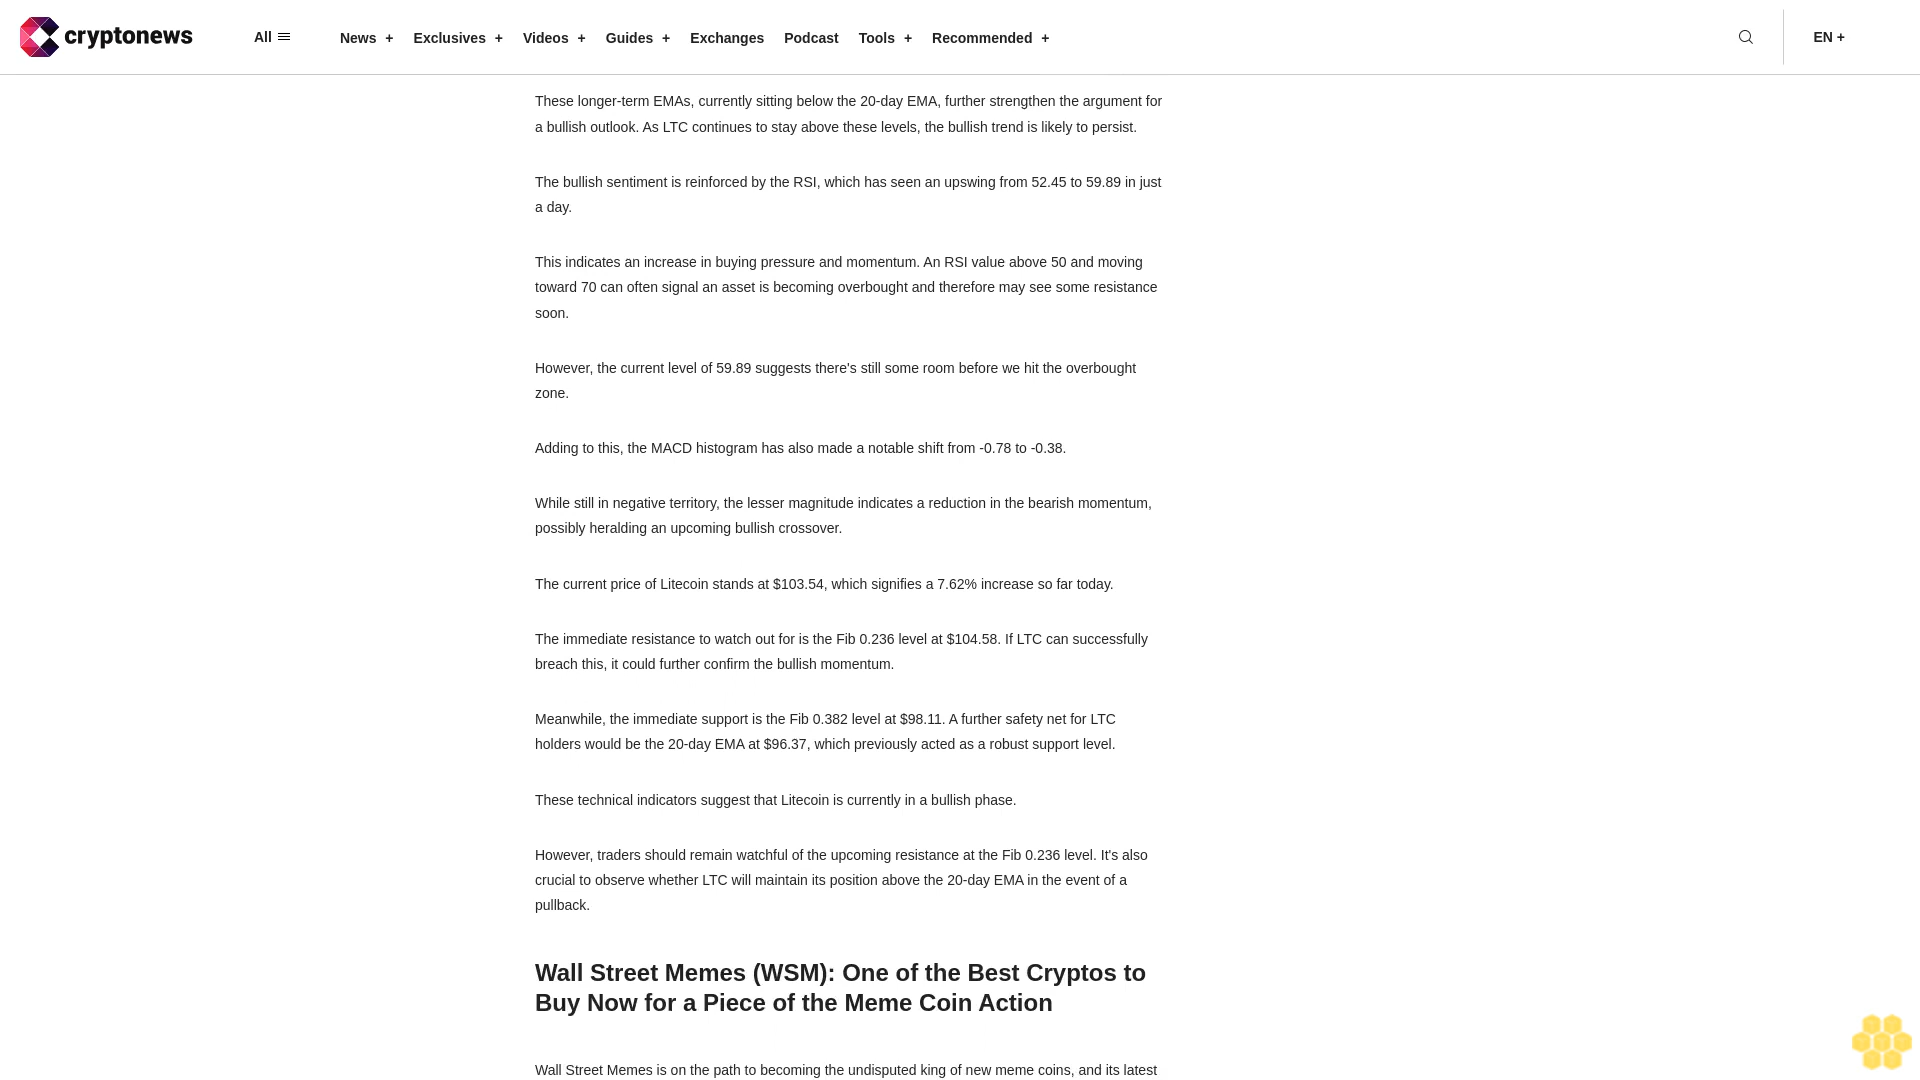 cryptonews All News + Exclusives + Videos + Guides + Exchanges Podcast Tools + Recommended + EN +
These longer-term EMAs, currently sitting below the 20-day EMA, further strengthen the argument for
a bullish outlook. As LTC continues to stay above these levels, the bullish trend is likely to persist.
The bullish sentiment is reinforced by the RSI, which has seen an upswing from 52.45 to 59.89 in just
a day.
This indicates an increase in buying pressure and momentum. An RSI value above 50 and moving
toward 70 can often signal an asset is becoming overbought and therefore may see some resistance
soon.
However, the current level of 59.89 suggests there's still some room before we hit the overbought
zone.
Adding to this, the MACD histogram has also made a notable shift from -0.78 to -0.38.
While still in negative territory, the lesser magnitude indicates a reduction in the bearish momentum,
possibly heralding an upcoming bullish crossover.
The current price of Litecoin stands at $103.54, which signifies a 7.62% increase so far today.
The immediate resistance to watch out for is the Fib 0.236 level at $104.58. If LTC can successfully
breach this, it could further confirm the bullish momentum.
Meanwhile, the immediate support is the Fib 0.382 level at $98.11. A further safety net for LTC
holders would be the 20-day EMA at $96.37, which previously acted as a robust support level.
These technical indicators suggest that Litecoin is currently in a bullish phase.
However, traders should remain watchful of the upcoming resistance at the Fib 0.236 level. It's also
crucial to observe whether LTC will maintain its position above the 20-day EMA in the event of a
pullback.
Wall Street Memes (WSM): One of the Best Cryptos to
Buy Now for a Piece of the Meme Coin Action
Wall Street Memes is on the path to becoming the undisputed king of new meme coins, and its latest